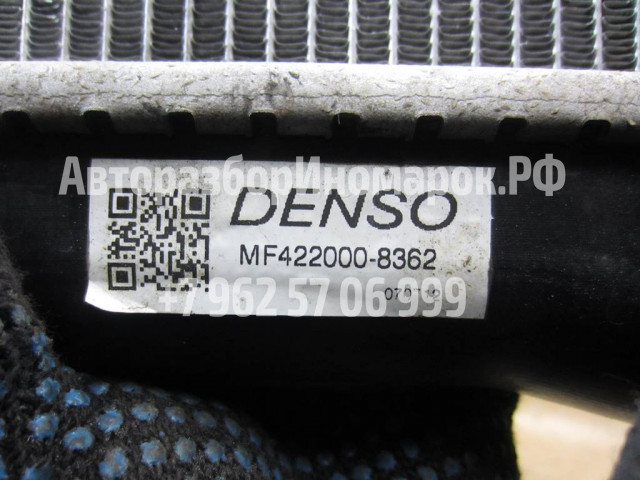 АвторазборИномарок.РФ
DENSO
MF422000-8362
+7 962 57 06 999